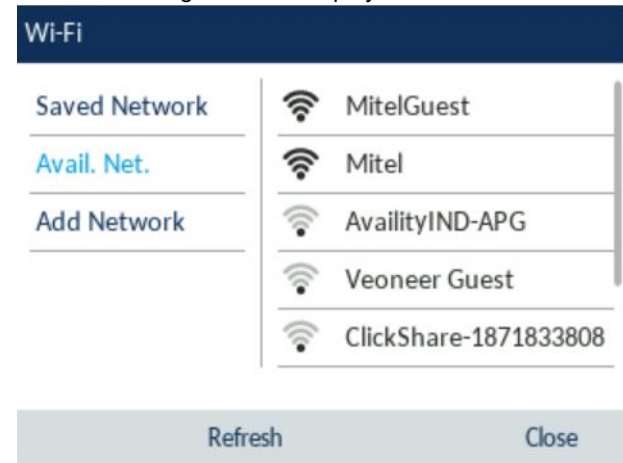 Wi-Fi
Saved Network
Avail. Net.
Add Network
MitelGuest
Mitel
AvailityIND-APG
Veoneer Guest
ClickShare-1871833808
Refresh
Close